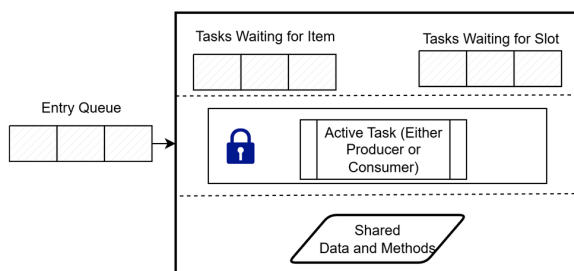 Tasks Waiting for Item
Tasks Waiting for Slot
Entry Queue
Active Task (Either
Producer or
Consumer)
Shared
Data and Methods